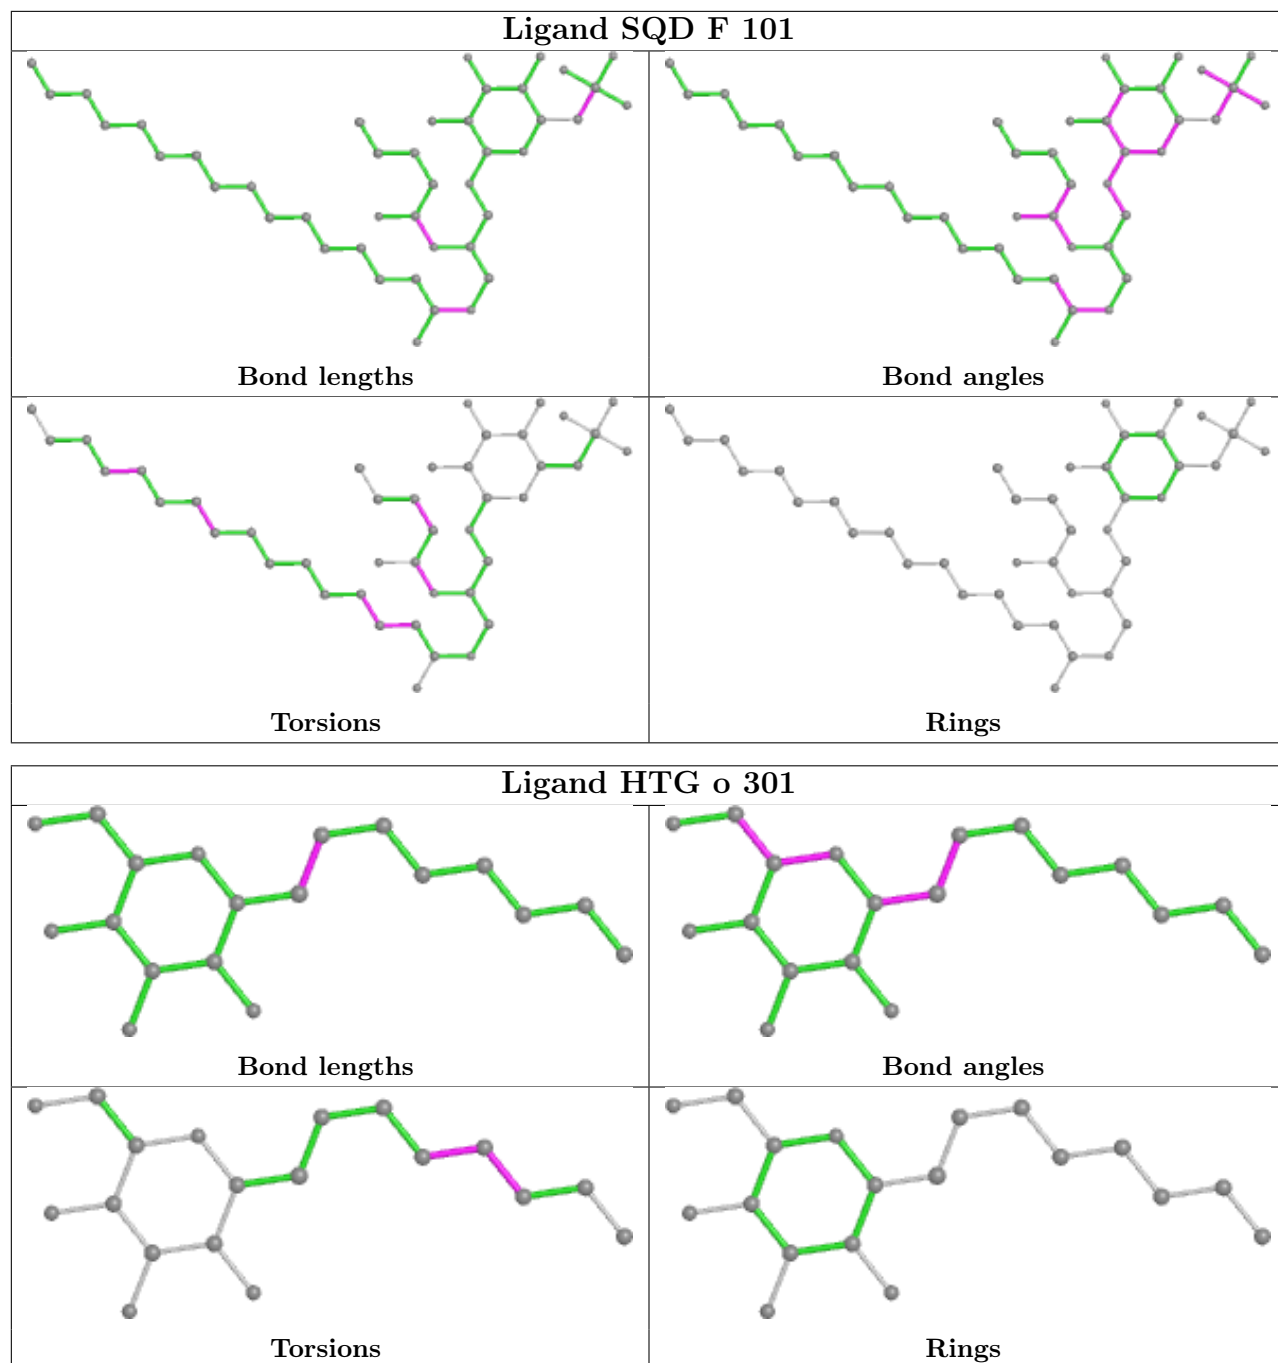 Ligand SQD F 101
Bond lengths
Bond angles
Torsions
Rings
Ligand HTG o 301
Bond lengths
Bond angles
Torsions
Rings